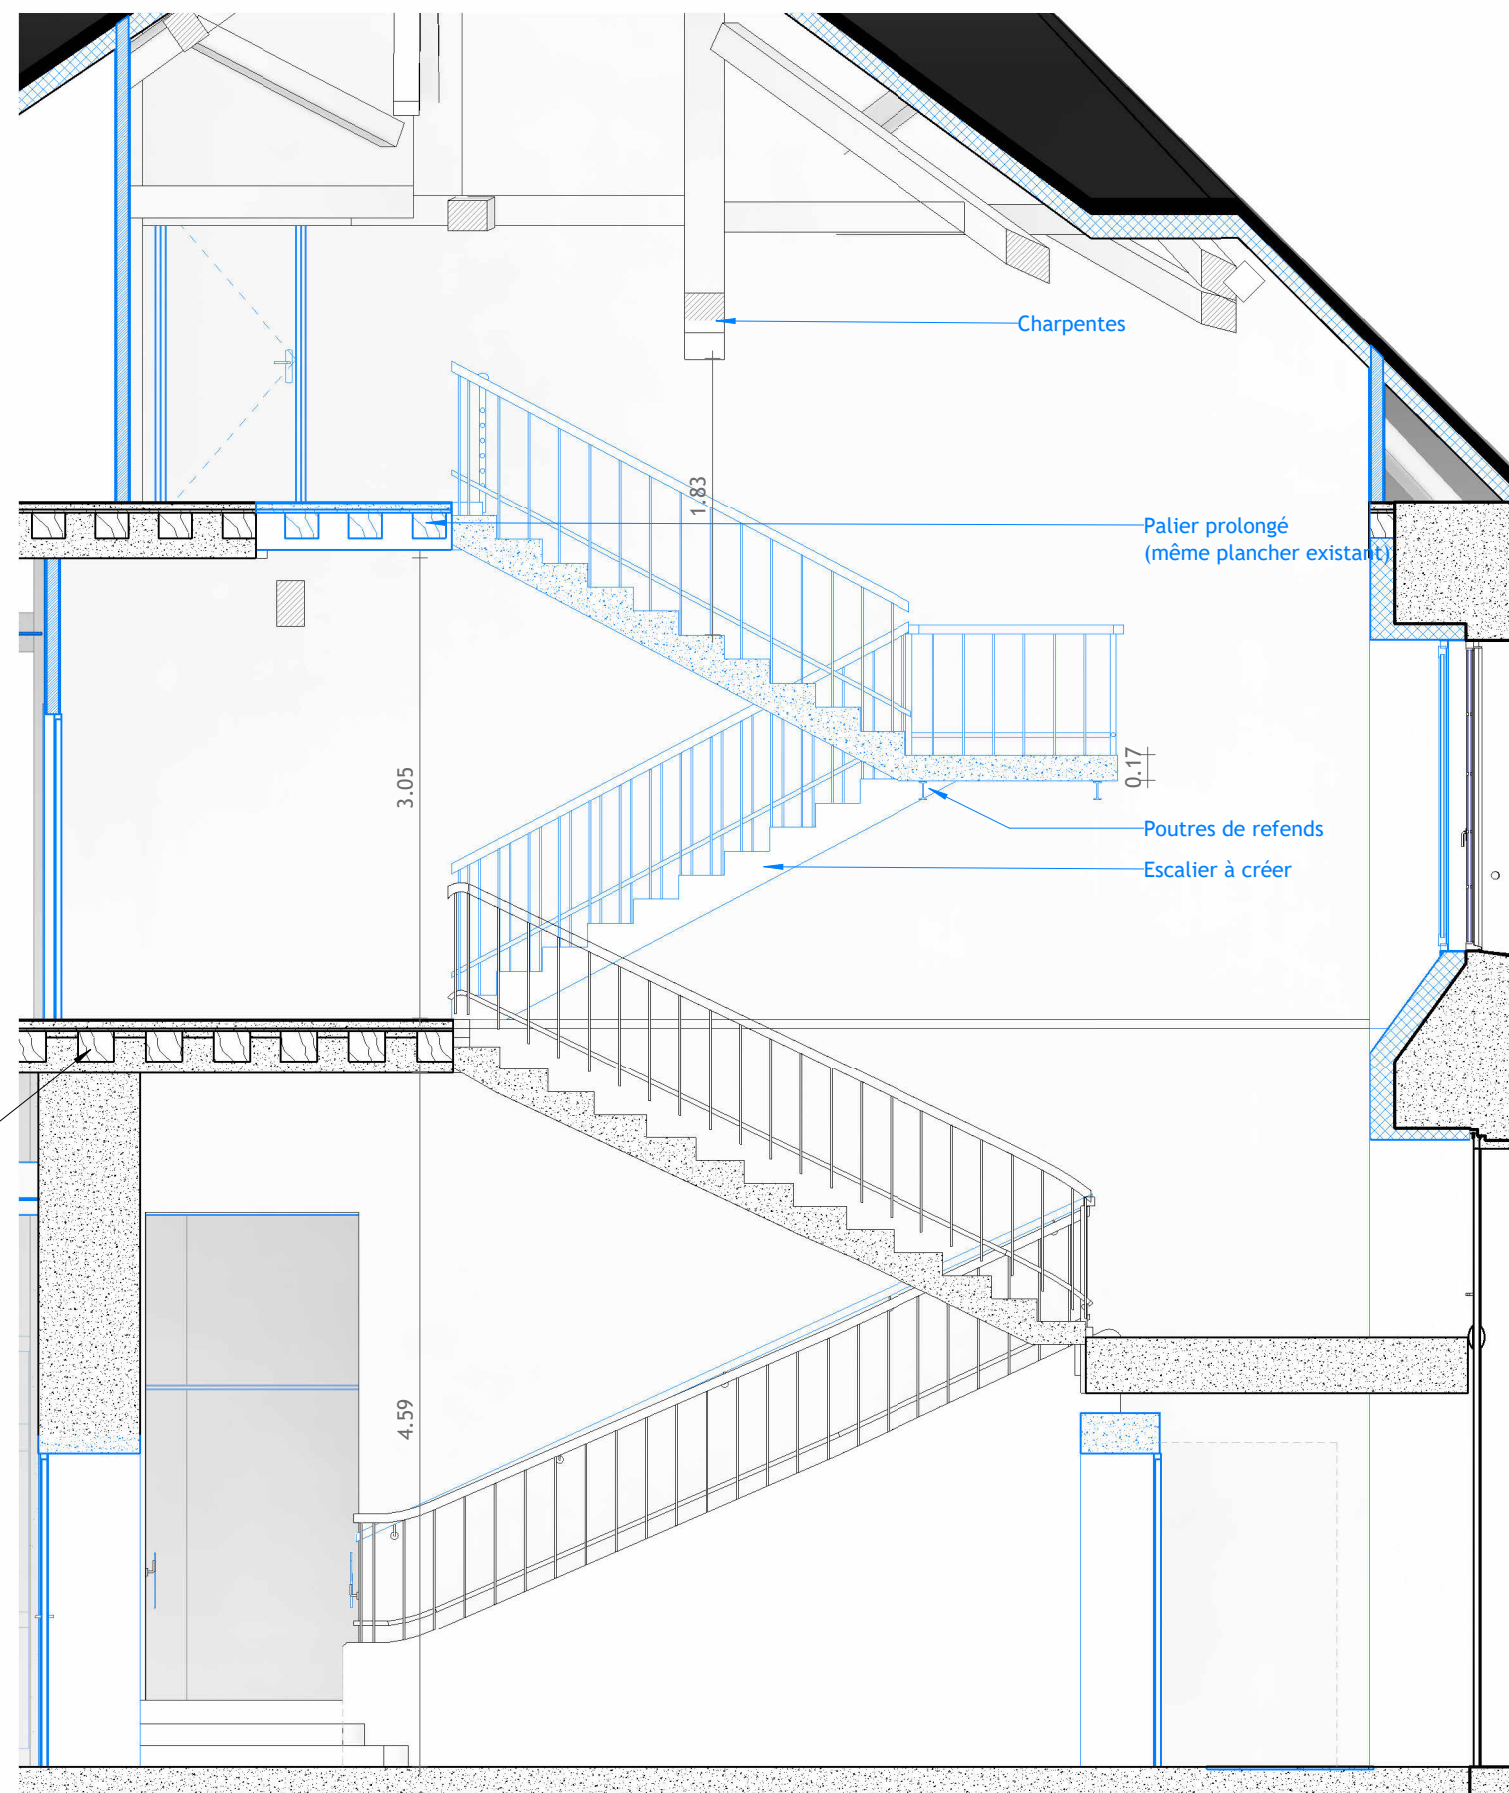 Charpentes
1.83
Palier prolongé
(même plancher existant)
3.05
0.17
Poutres de refends
Escalier à créer
4.59